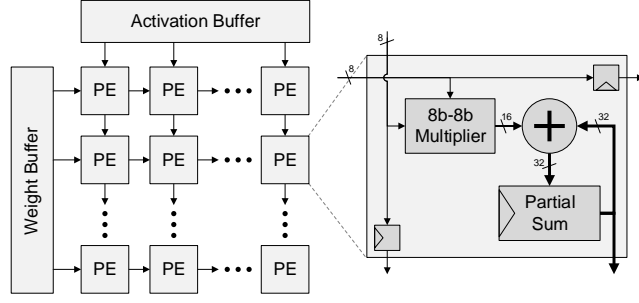 Activation Buffer
Weight Buffer
PE PE PE
PE PE PE
PE PE PE
8
8
8b-8b
Multiplier
16
32
32
Partial
Sum